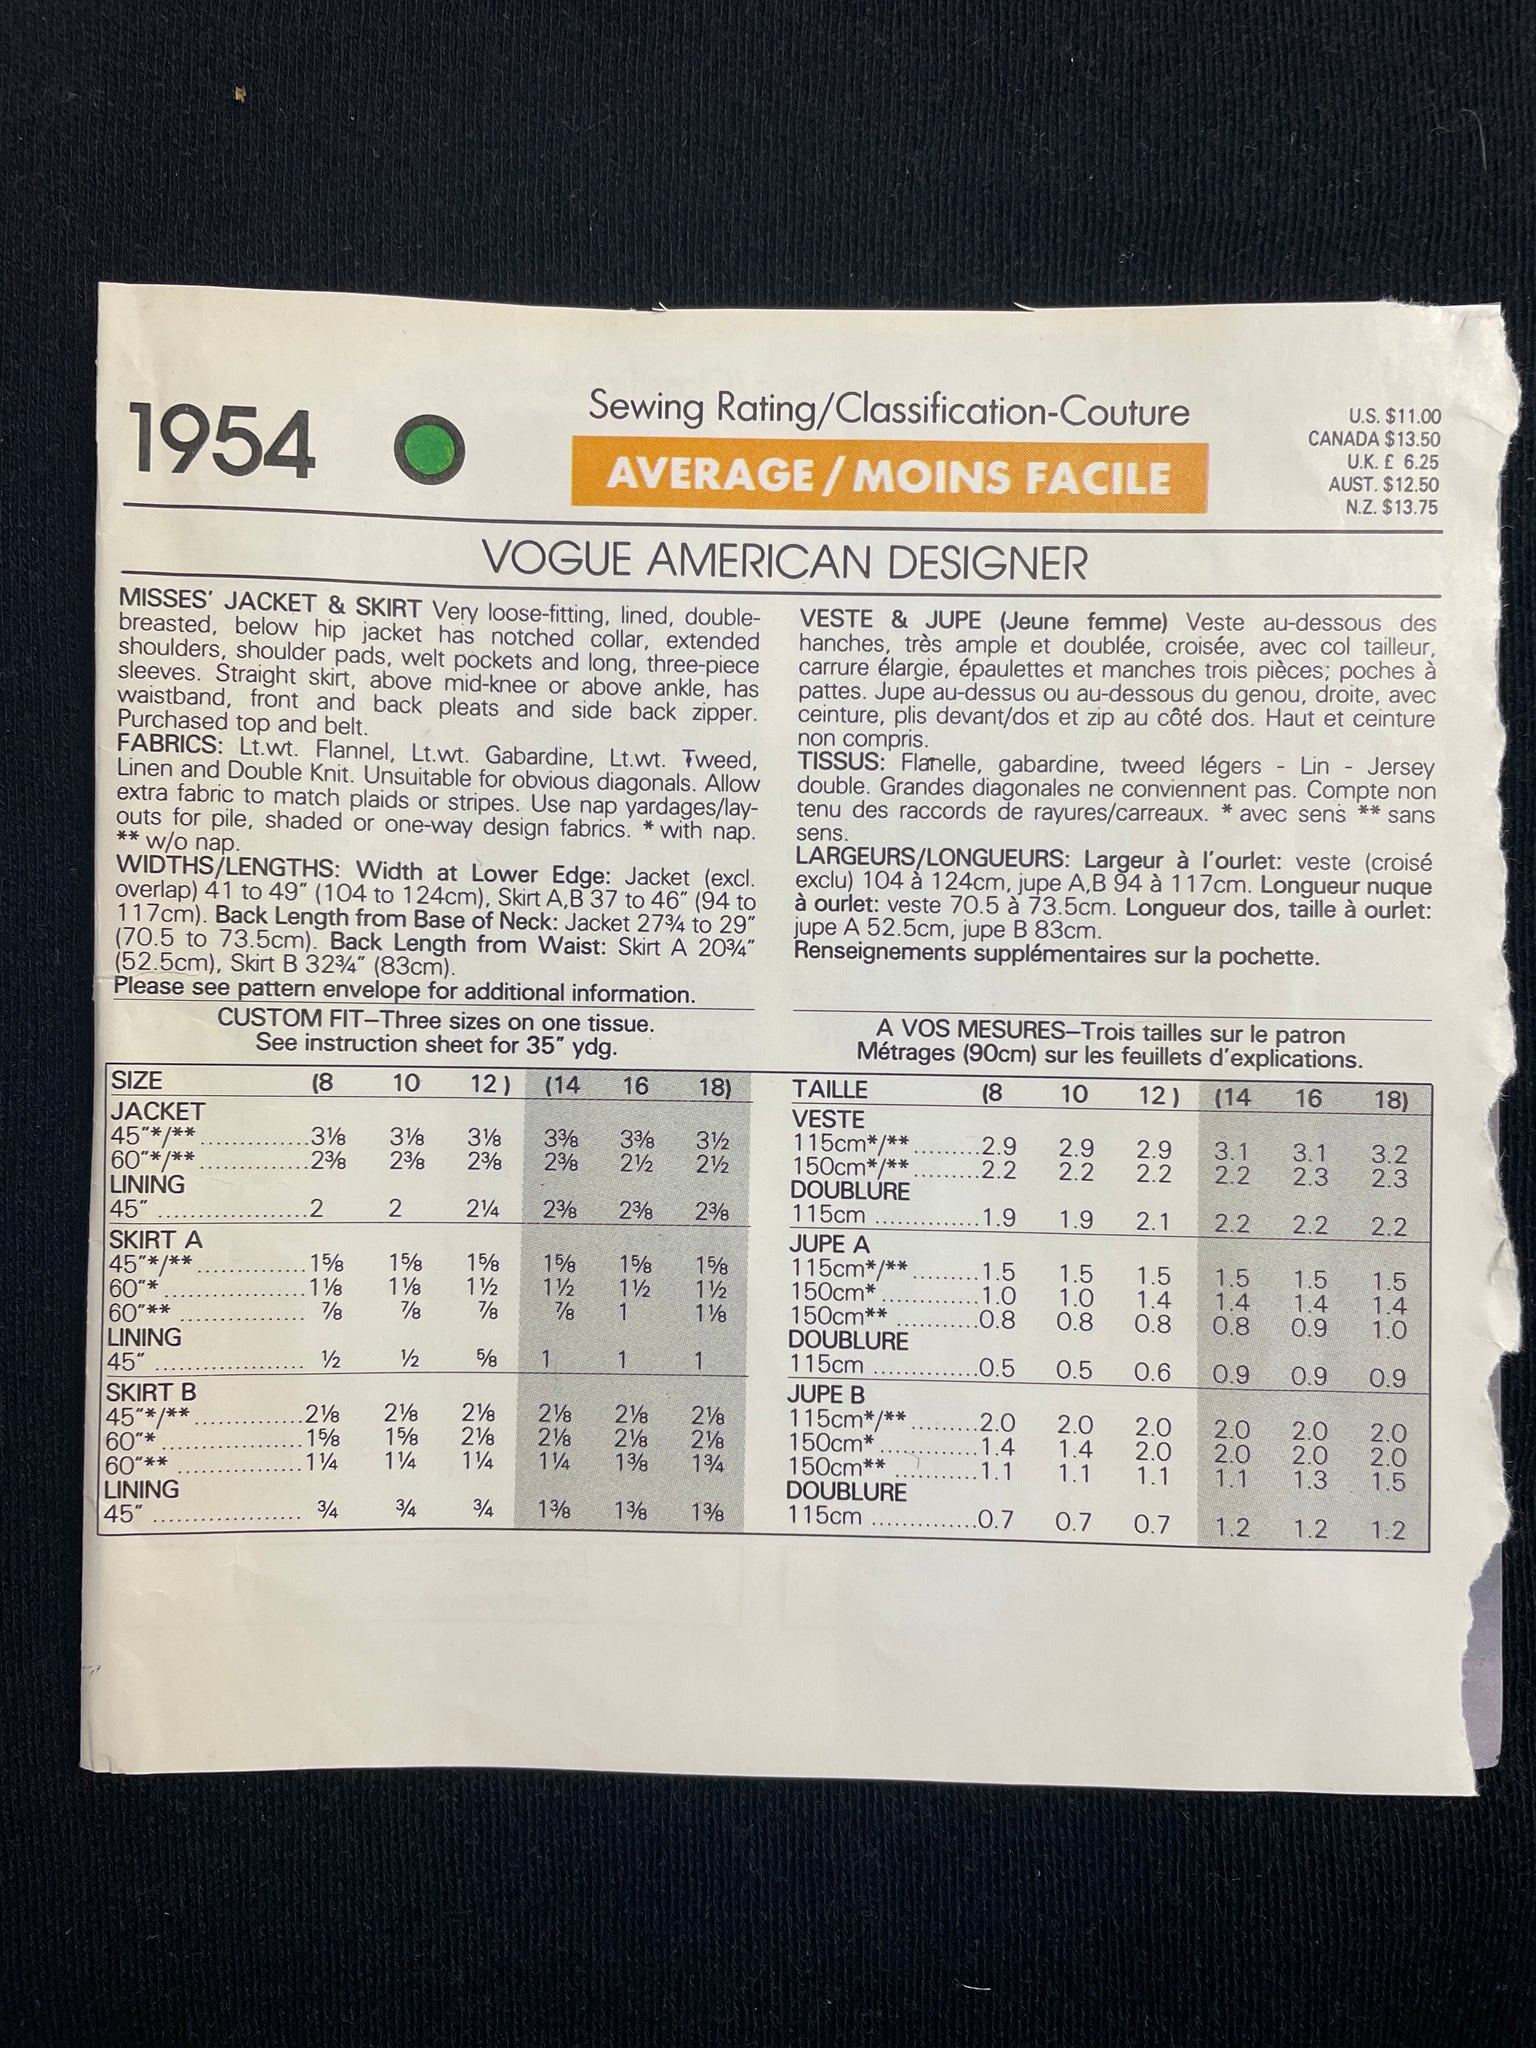 1954
Sewing Rating/Classification-Couture
AVERAGE/MOINS FACILE
U.S. $11.00
CANADA $13.50
U.K. £ 6.25
AUST. $12.50
N.Z. $13.75
VOGUE AMERICAN DESIGNER
MISSES' JACKET & SKIRT Very loose-fitting, lined, double-
breasted, below hip jacket has notched collar, extended
shoulders, shoulder pads, welt pockets and long, three-piece
sleeves. Straight skirt, above mid-knee or above ankle, has
waistband, front and back pleats and side back zipper.
Purchased top and belt.
FABRICS: Lt.wt. Flannel, Lt.wt. Gabardine, Lt.wt. Tweed,
Linen and Double Knit. Unsuitable for obvious diagonals. Allow
extra fabric to match plaids or stripes. Use nap yardages/lay-
outs for pile, shaded or one-way design fabrics. * with nap.
** w/o nap.
WIDTHS/LENGTHS: Width at Lower Edge: Jacket (excl.
overlap) 41 to 49" (104 to 124cm), Skirt A,B 37 to 46" (94 to
117cm). Back Length from Base of Neck: Jacket 27¾ to 29"
(70.5 to 73.5cm). Back Length from Waist: Skirt A 20¾"
(52.5cm), Skirt B 32¾" (83cm).
Please see pattern envelope for additional information.
CUSTOM FIT–Three sizes on one tissue.
See instruction sheet for 35" ydg.
SIZE (8 10 12) (14 16 18)
JACKET
45"*/** ............3⅛ 3⅛ 3⅛ 3⅜ 3⅜ 3½
60"*/** ............2⅜ 2⅜ 2⅜ 2⅜ 2½ 2½
LINING
45" ....................2 2 2¼ 2⅜ 2⅜ 2⅜
SKIRT A
45"*/** ............1⅝ 1⅝ 1⅝ 1⅝ 1⅝ 1⅝
60"* ..................1⅛ 1⅛ 1½ 1½ 1½ 1½
60"** ................ ⅞ ⅞ ⅞ ⅞ 1 1⅛
LINING
45" .................... ½ ½ ⅝ 1 1 1
SKIRT B
45"*/** ............2⅛ 2⅛ 2⅛ 2⅛ 2⅛ 2⅛
60"* ..................1⅝ 1⅝ 2⅛ 2⅛ 2⅛ 2⅛
60"** ................1¼ 1¼ 1¼ 1¼ 1⅜ 1¾
LINING
45" .................... ¾ ¾ ¾ 1⅜ 1⅜ 1⅜
VESTE & JUPE (Jeune femme) Veste au-dessous des
hanches, très ample et doublée, croisée, avec col tailleur,
carrure élargie, épaulettes et manches trois pièces; poches à
pattes. Jupe au-dessus ou au-dessous du genou, droite, avec
ceinture, plis devant/dos et zip au côté dos. Haut et ceinture
non compris.
TISSUS: Flanelle, gabardine, tweed légers - Lin - Jersey
double. Grandes diagonales ne conviennent pas. Compte non
tenu des raccords de rayures/carreaux. * avec sens ** sans
sens.
LARGEURS/LONGUEURS: Largeur à l'ourlet: veste (croisé
exclu) 104 à 124cm, jupe A,B 94 à 117cm. Longueur nuque
à ourlet: veste 70.5 à 73.5cm. Longueur dos, taille à ourlet:
jupe A 52.5cm, jupe B 83cm.
Renseignements supplémentaires sur la pochette.
A VOS MESURES–Trois tailles sur le patron
Métrages (90cm) sur les feuillets d'explications.
TAILLE (8 10 12) (14 16 18)
VESTE
115cm*/** .........2.9 2.9 2.9 3.1 3.1 3.2
150cm*/** .........2.2 2.2 2.2 2.2 2.3 2.3
DOUBLURE
115cm ..............1.9 1.9 2.1 2.2 2.2 2.2
JUPE A
115cm*/** .........1.5 1.5 1.5 1.5 1.5 1.5
150cm* .............1.0 1.0 1.4 1.4 1.4 1.4
150cm** ...........0.8 0.8 0.8 0.8 0.9 1.0
DOUBLURE
115cm ..............0.5 0.5 0.6 0.9 0.9 0.9
JUPE B
115cm*/** .........2.0 2.0 2.0 2.0 2.0 2.0
150cm* .............1.4 1.4 2.0 2.0 2.0 2.0
150cm** ...........1.1 1.1 1.1 1.1 1.3 1.5
DOUBLURE
115cm ..............0.7 0.7 0.7 1.2 1.2 1.2